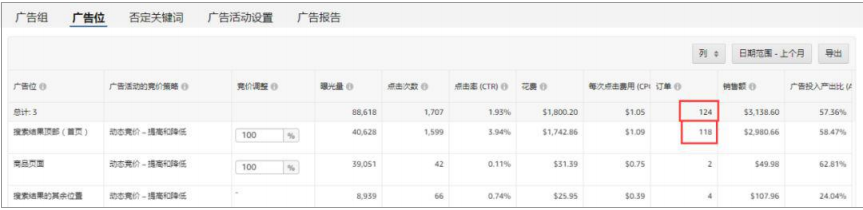 广告组 广告位 否定关键词 广告活动设置 广告报告
列 日期范围 - 上个月 导出
广告位 广告活动的竞价策略 竞价调整 曝光量 点击次数 点击率 (CTR) 花费 每次点击费用 (CP 订单 销售额 广告投入产出比 (A
总计: 3 88,618 1,707 1.93% $1,800.20 $1.05 124 $3,138.60 57.36%
搜索结果顶部（首页） 动态竞价 - 提高和降低 100 % 40,628 1,599 3.94% $1,742.86 $1.09 118 $2,980.66 58.47%
商品页面 动态竞价 - 提高和降低 100 % 39,051 42 0.11% $31.39 $0.75 2 $49.98 62.81%
搜索结果的其余位置 动态竞价 - 提高和降低 - 8,939 66 0.74% $25.95 $0.39 4 $107.96 24.04%